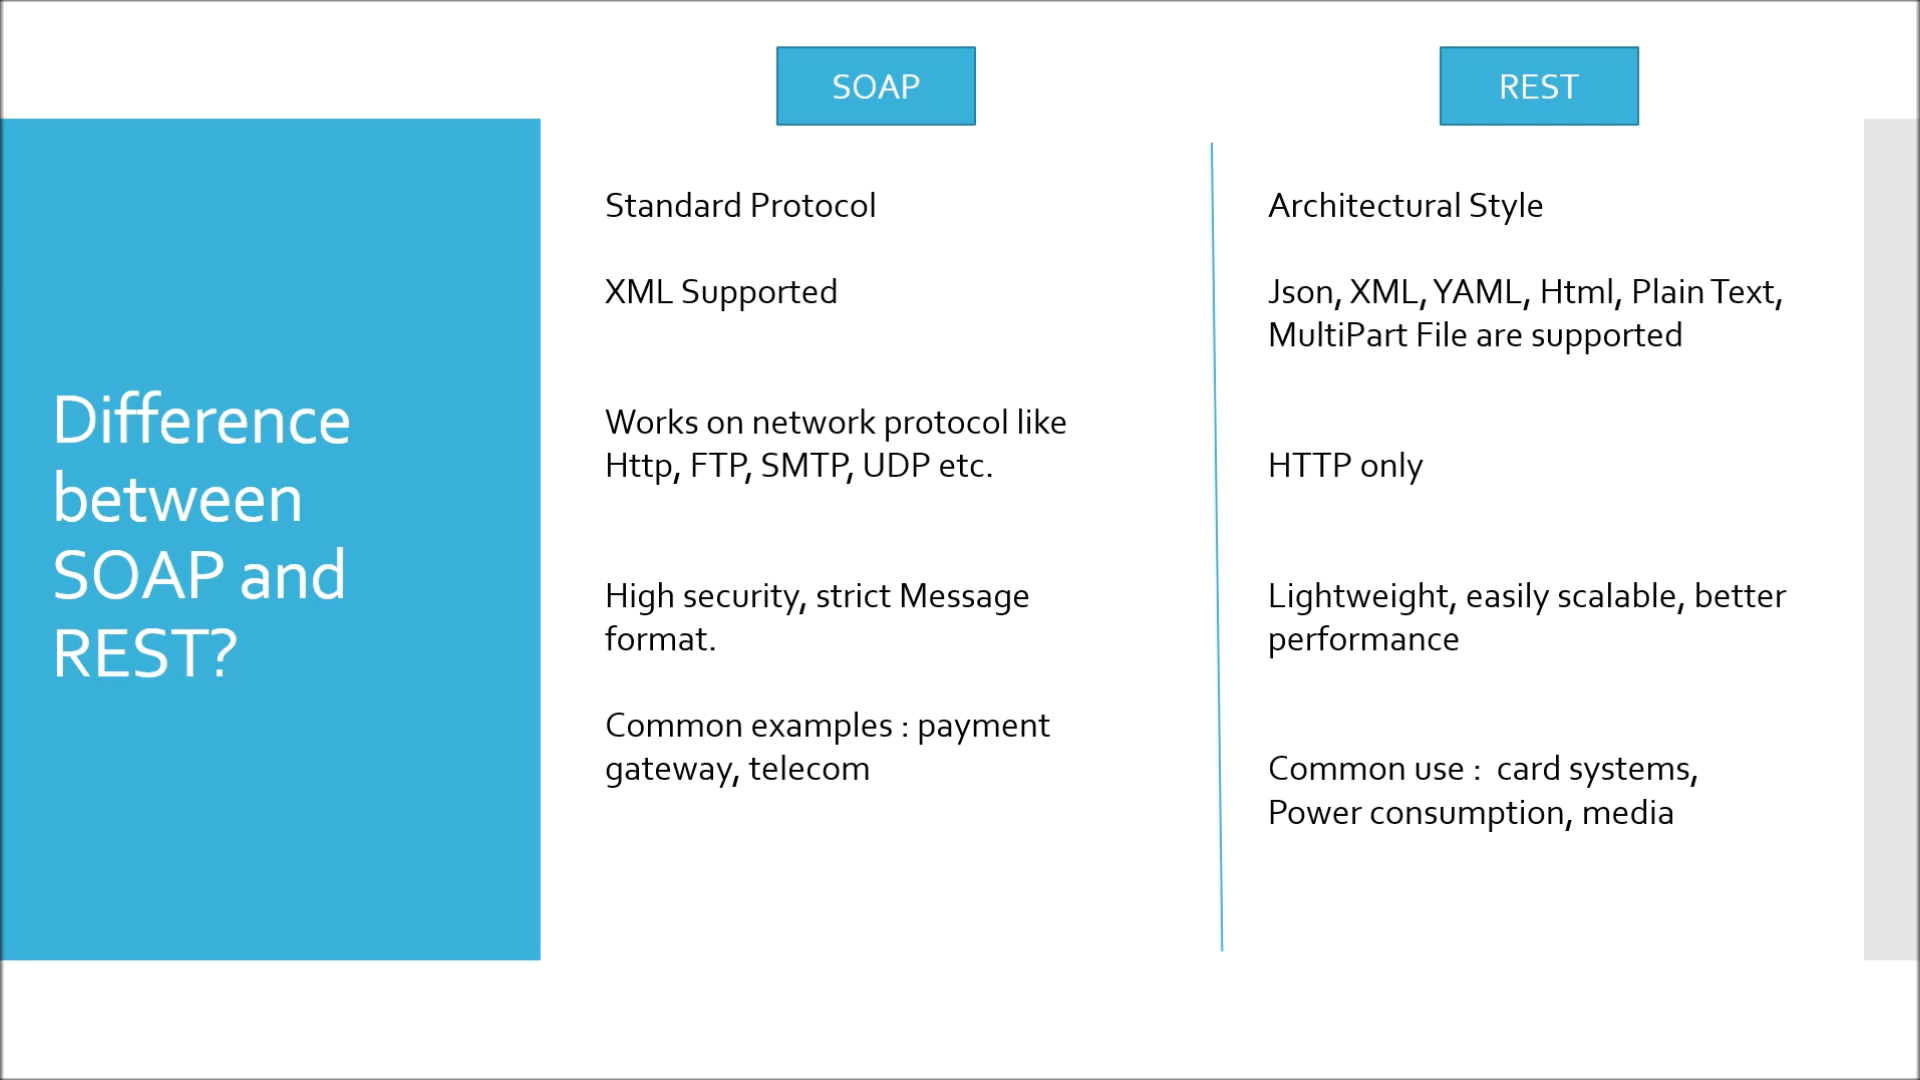 Difference
between
SOAP and
REST?
SOAP
Standard Protocol
XML Supported
Works on network protocol like
Http, FTP, SMTP, UDP etc.
High security, strict Message
format.
Common examples : payment
gateway, telecom
REST
Architectural Style
Json, XML, YAML, Html, Plain Text,
MultiPart File are supported
HTTP only
Lightweight, easily scalable, better
performance
Common use :  card systems,
Power consumption, media